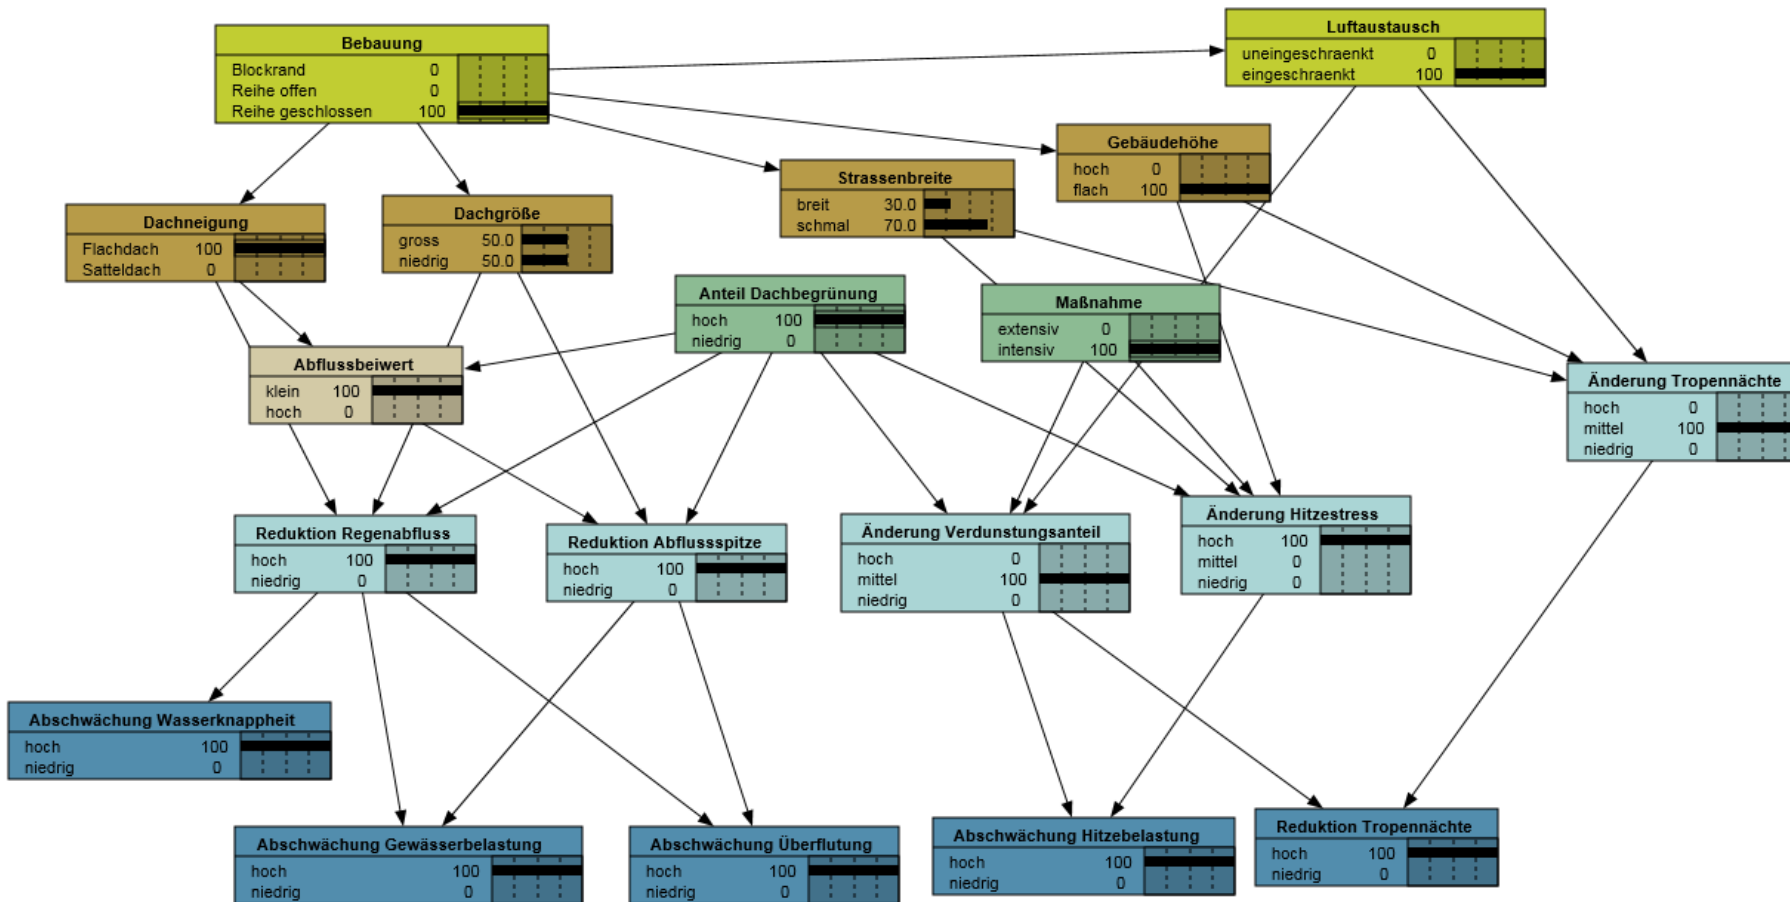 Bebauung
Blockrand 0
Reihe offen 0
Reihe geschlossen 100
Luftaustausch
uneingeschraenkt 0
eingeschraenkt 100
Gebäudehöhe
hoch 0
flach 100
Strassenbreite
breit 30.0
schmal 70.0
Dachneigung
Flachdach 100
Satteldach 0
Dachgröße
gross 50.0
niedrig 50.0
Anteil Dachbegrünung
hoch 100
niedrig 0
Maßnahme
extensiv 0
intensiv 100
Abflussbeiwert
klein 100
hoch 0
Änderung Tropennächte
hoch 0
mittel 100
niedrig 0
Reduktion Regenabfluss
hoch 100
niedrig 0
Reduktion Abflussspitze
hoch 100
niedrig 0
Änderung Verdunstungsanteil
hoch 0
mittel 100
niedrig 0
Änderung Hitzestress
hoch 100
mittel 0
niedrig 0
Abschwächung Wasserknappheit
hoch 100
niedrig 0
Abschwächung Gewässerbelastung
hoch 100
niedrig 0
Abschwächung Überflutung
hoch 100
niedrig 0
Abschwächung Hitzebelastung
hoch 100
niedrig 0
Reduktion Tropennächte
hoch 100
niedrig 0